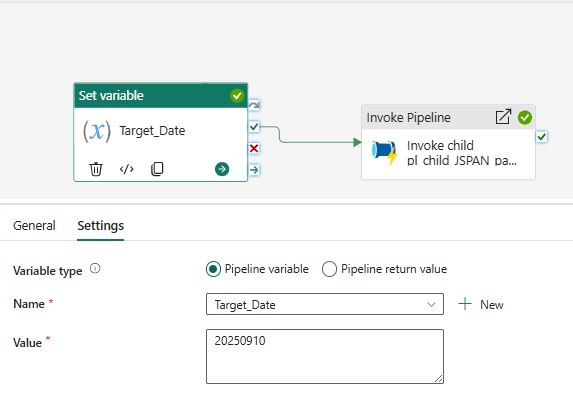 Set variable
(x) Target_Date
</>
Invoke Pipeline
Invoke child
pl_child_JSPAN_pa...
General Settings
Variable type Pipeline variable Pipeline return value
Name * Target_Date + New
Value * 20250910